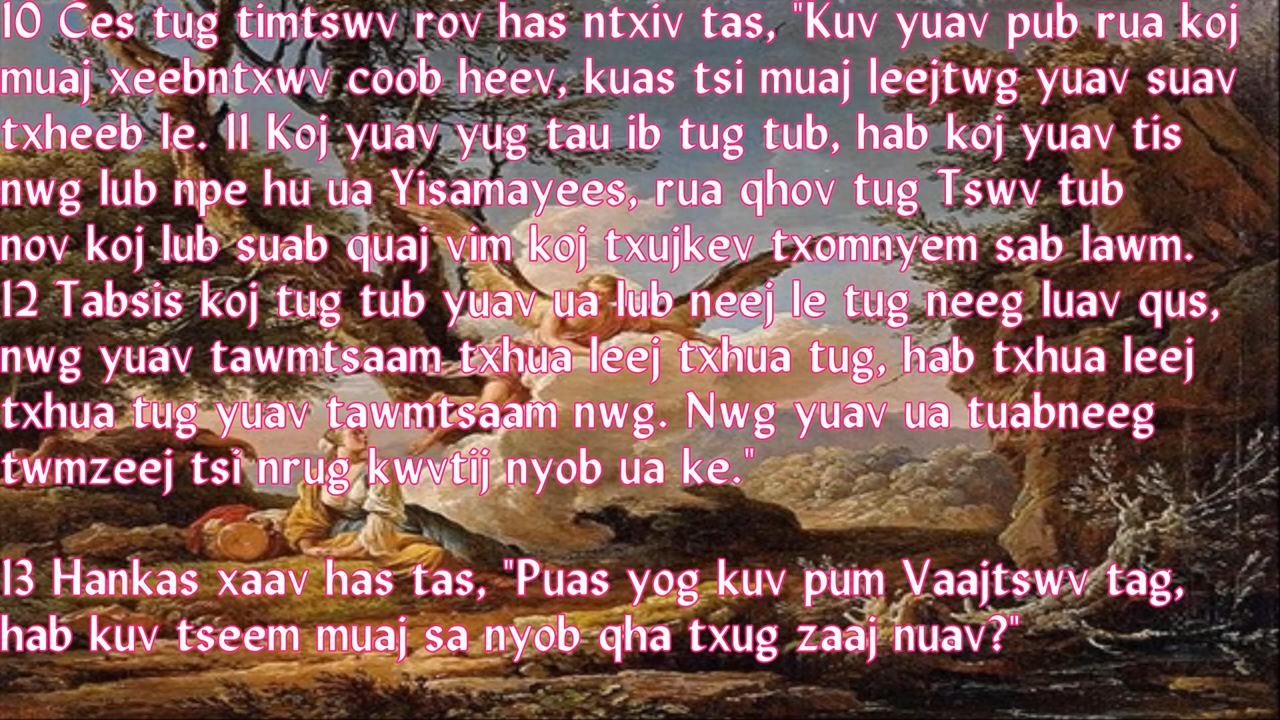 10 Ces tug timtswv rov has ntxiv tas, "Kuv yuav pub rua koj
muaj xeebntxwv coob heev, kuas tsi muaj leejtwg yuav suav
txheeb le. 11 Koj yuav yug tau ib tug tub, hab koj yuav tis
nwg lub npe hu ua Yisamayees, rua qhov tug Tswv tub
nov koj lub suab quaj vim koj txujkev txomnyem sab lawm.
12 Tabsis koj tug tub yuav ua lub neej le tug neeg luav qus,
nwg yuav tawmtsaam txhua leej txhua tug, hab txhua leej
txhua tug yuav tawmtsaam nwg. Nwg yuav ua tuabneeg
twmzeej tsi nrug kwvtij nyob ua ke."
13 Hankas xaav has tas, "Puas yog kuv pum Vaajtswv tag,
hab kuv tseem muaj sa nyob qha txug zaaj nuav?"